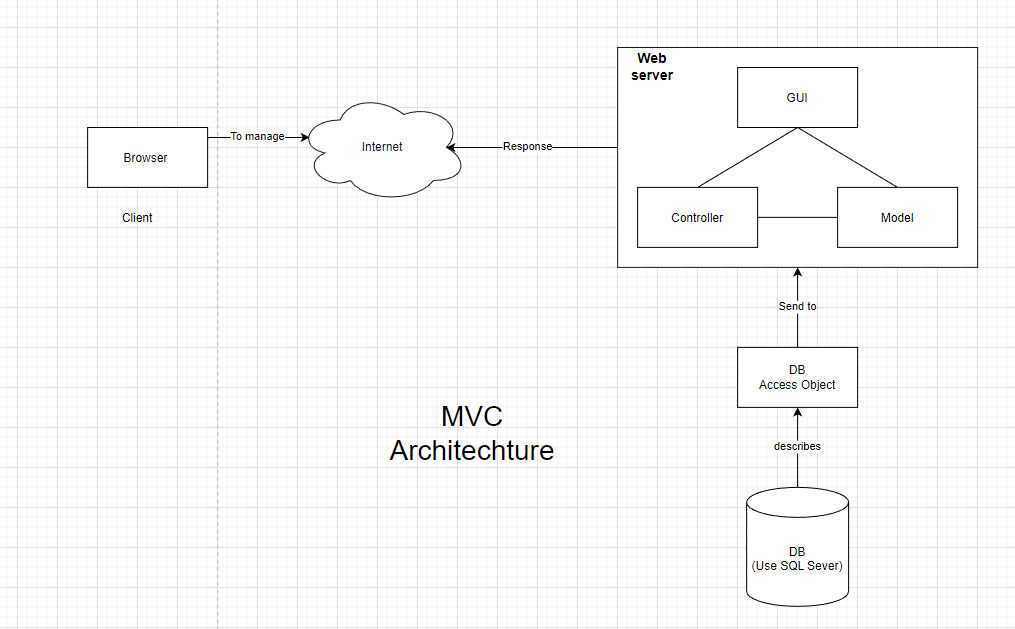 Web
server
GUI
To manage
Internet
Response
Browser
Client
Controller
Model
Send to
DB
Access Object
MVC
Architechture
describes
DB
(Use SQL Sever)